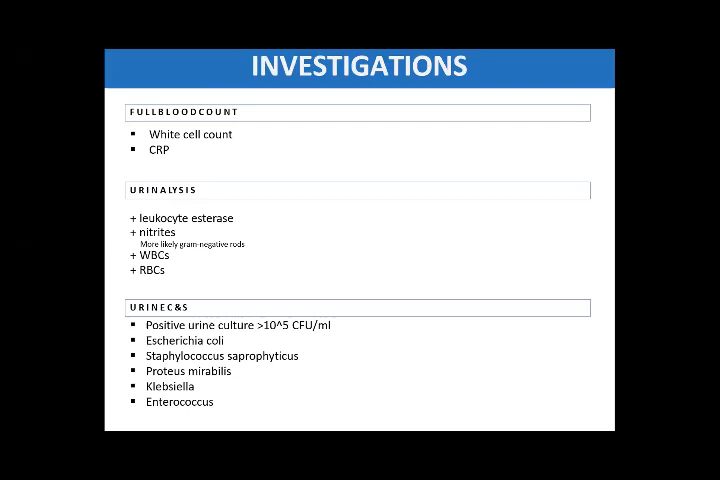 INVESTIGATIONS
FULLBLOODCOUNT
▪ White cell count
▪ CRP
URINALYSIS
+ leukocyte esterase
+ nitrites
More likely gram-negative rods
+ WBCs
+ RBCs
URINEC&S
▪ Positive urine culture >10^5 CFU/ml
▪ Escherichia coli
▪ Staphylococcus saprophyticus
▪ Proteus mirabilis
▪ Klebsiella
▪ Enterococcus